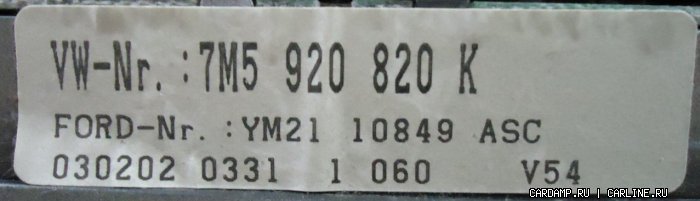 VW-Nr.:7M5 920 820 K
FORD-Nr.:YM21 10849 ASC
030202 0331 1 060 V54
CARDAMP.RU | CARLINE.RU